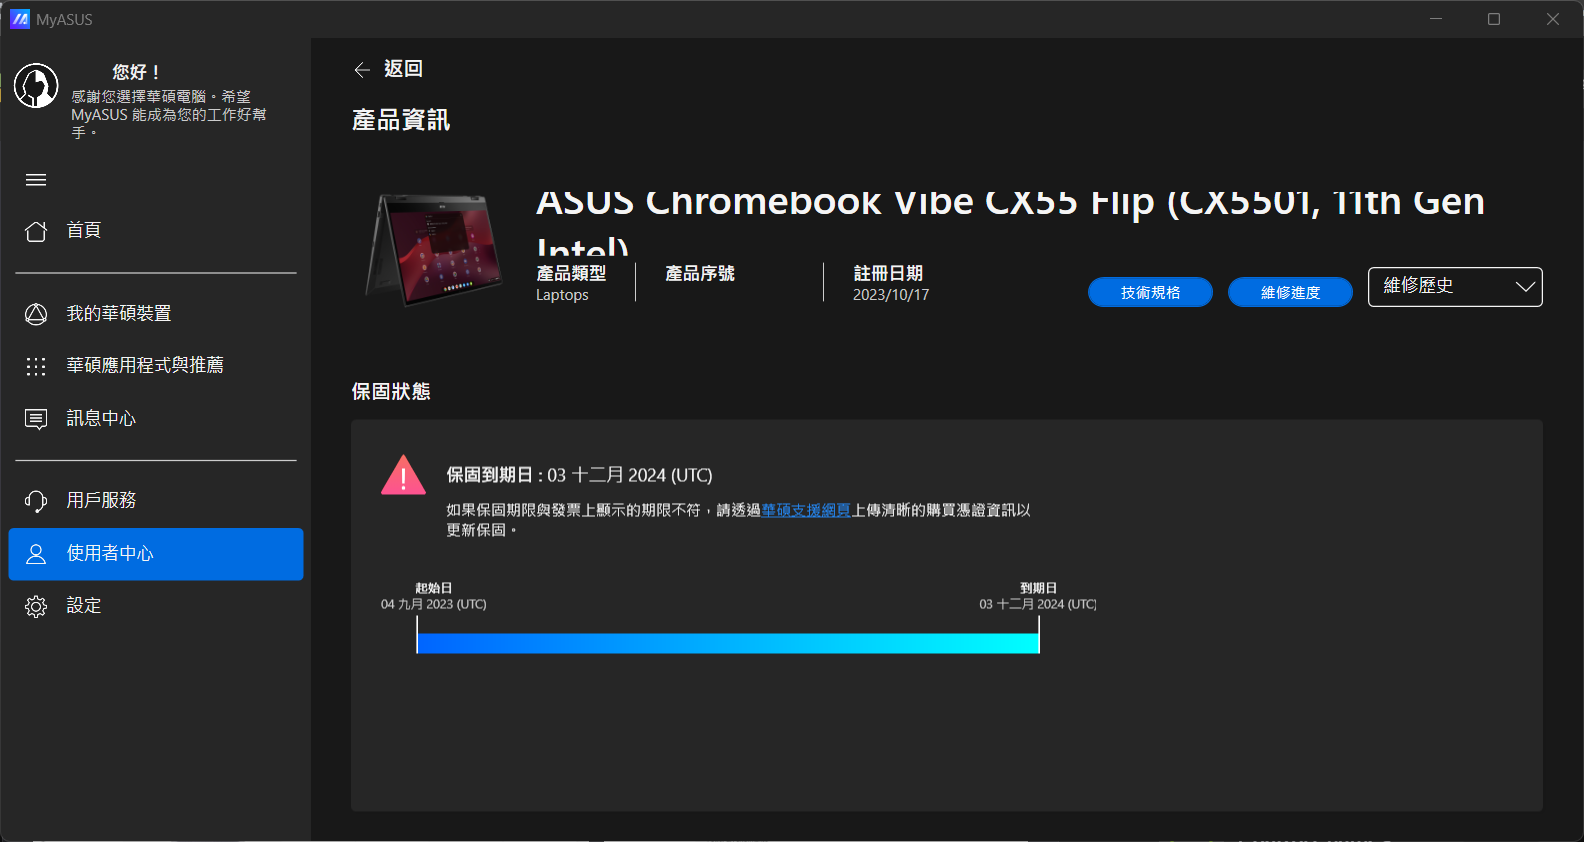 MyASUS
您好！
感謝您選擇華碩電腦。希望
MyASUS 能成為您的工作好幫
手。
首頁
我的華碩裝置
華碩應用程式與推薦
訊息中心
用戶服務
使用者中心
設定
返回
產品資訊
ASUS Chromebook Vibe CX55 Flip (CX5501, 11th Gen
Intel)
產品類型
Laptops
產品序號
註冊日期
2023/10/17
技術規格
維修進度
維修歷史
保固狀態
保固到期日 : 03 十二月 2024 (UTC)
如果保固期限與發票上顯示的期限不符，請透過華碩支援網頁上傳清晰的購買憑證資訊以
更新保固。
起始日
04 九月 2023 (UTC)
到期日
03 十二月 2024 (UTC)